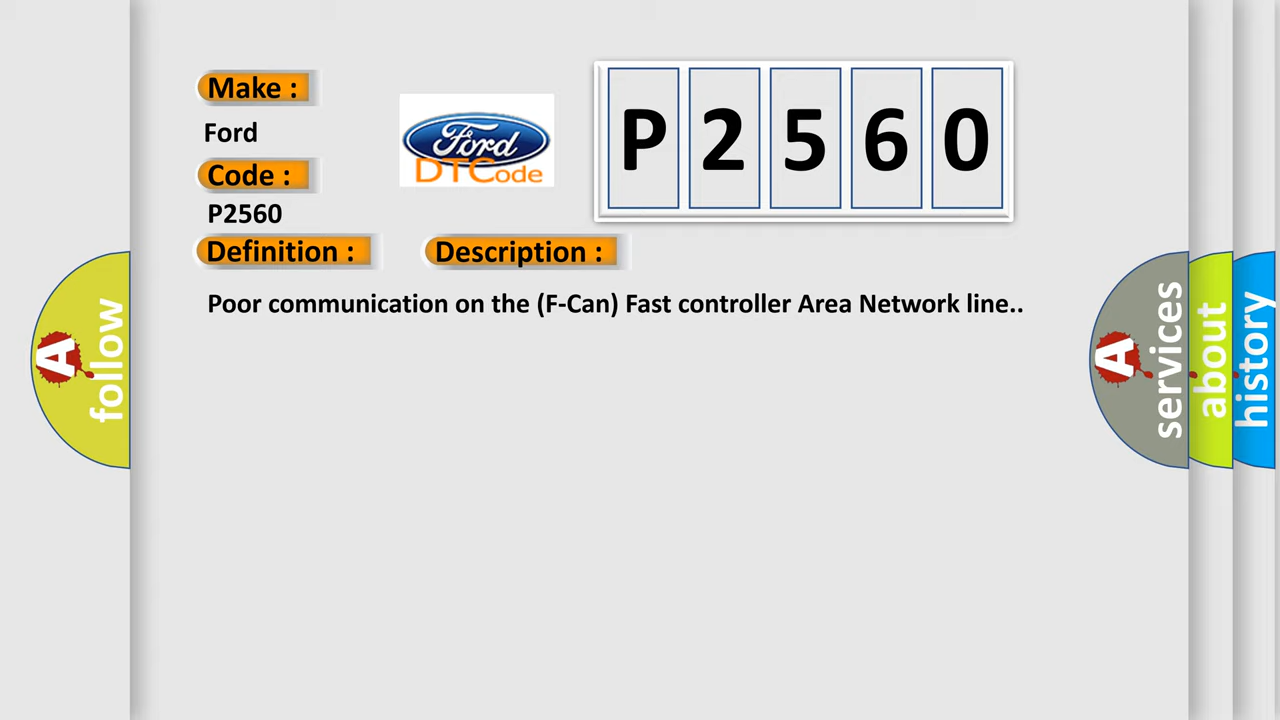 Make :
Ford
Code :
P2560
Definition :
Description :
Poor communication on the (F-Can) Fast controller Area Network line..
Ford
DTCode
P 2 5 6 0
A follow
A services
about
history